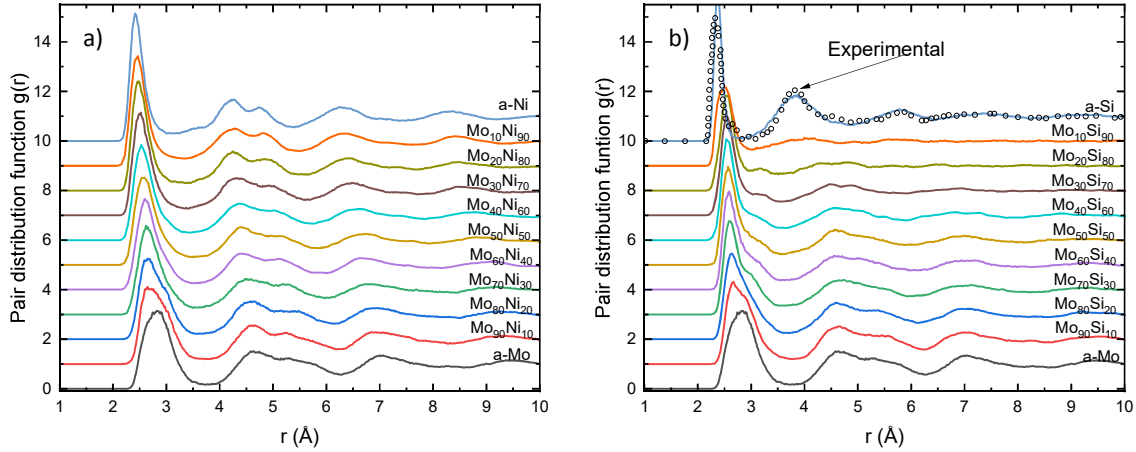 a)
Pair distribution function g(r)
14
12
10
8
6
4
2
0
a-Ni
Mo₁₀Ni₉₀
Mo₂₀Ni₈₀
Mo₃₀Ni₇₀
Mo₄₀Ni₆₀
Mo₅₀Ni₅₀
Mo₆₀Ni₄₀
Mo₇₀Ni₃₀
Mo₈₀Ni₂₀
Mo₉₀Ni₁₀
a-Mo
1 2 3 4 5 6 7 8 9 10
r (Å)
b)
Experimental
Pair distribution funtion g(r)
14
12
10
8
6
4
2
0
a-Si
Mo₁₀Si₉₀
Mo₂₀Si₈₀
Mo₃₀Si₇₀
Mo₄₀Si₆₀
Mo₅₀Si₅₀
Mo₆₀Si₄₀
Mo₇₀Si₃₀
Mo₈₀Si₂₀
Mo₉₀Si₁₀
a-Mo
1 2 3 4 5 6 7 8 9 10
r (Å)